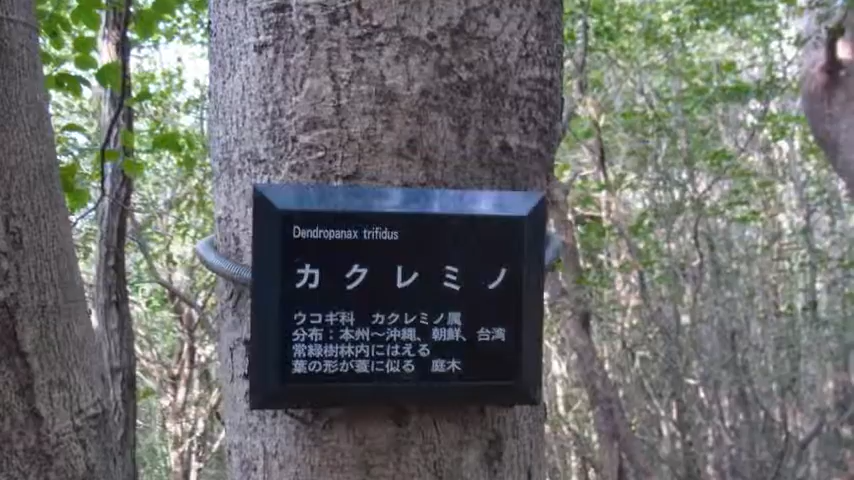 Dendropanax trifidus
カクレミノ
ウコギ科　カクレミノ属
分布：本州〜沖縄、朝鮮、台湾
常緑樹林内にはえる
葉の形が蓑に似る　庭木